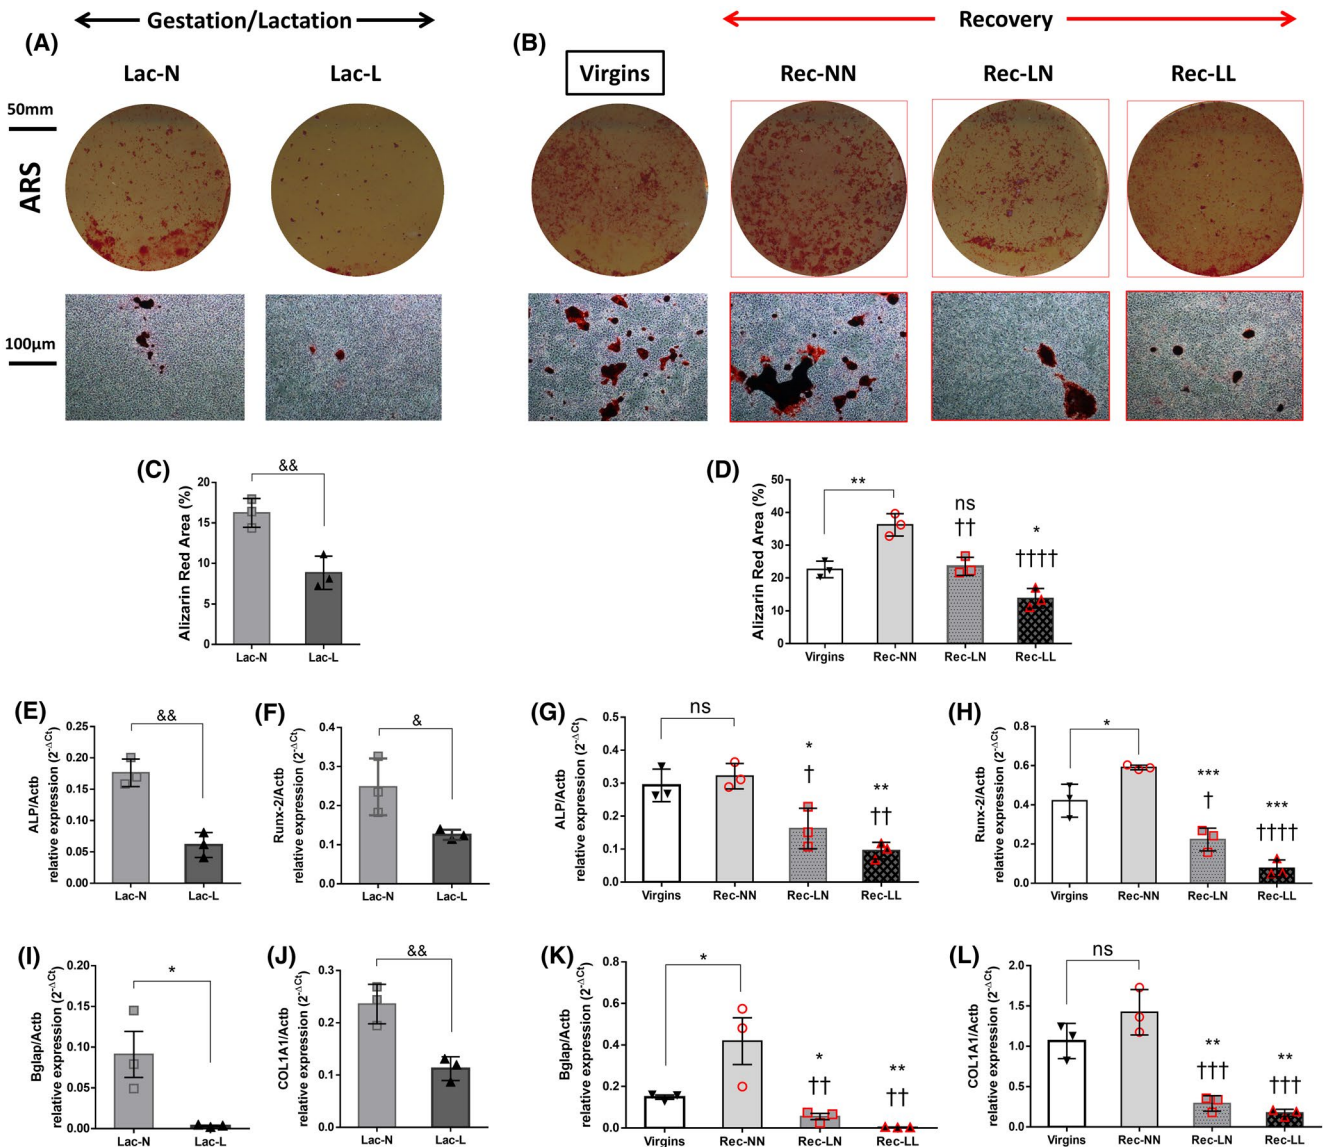 Gestation/Lactation
Recovery
(A)
(B)
Lac-N
Lac-L
Virgins
Rec-NN
Rec-LN
Rec-LL
50mm
ARS
100µm
(C)
&&
Alizarin Red Area (%)
20
15
10
5
0
Lac-N
Lac-L
(D)
**
ns
††
*
††††
Alizarin Red Area (%)
50
40
30
20
10
0
Virgins
Rec-NN
Rec-LN
Rec-LL
(E)
&&
ALP/Actb
relative expression (2^-ΔCt)
0.25
0.20
0.15
0.10
0.05
0.00
Lac-N
Lac-L
(F)
&
Runx-2/Actb
relative expression (2^-ΔCt)
0.4
0.3
0.2
0.1
0.0
Lac-N
Lac-L
(G)
ns
*
†
**
††
ALP/Actb
relative expression (2^-ΔCt)
0.5
0.4
0.3
0.2
0.1
0.0
Virgins
Rec-NN
Rec-LN
Rec-LL
(H)
*
***
†
***
††††
Runx-2/Actb
relative expression (2^-ΔCt)
0.8
0.6
0.4
0.2
0.0
Virgins
Rec-NN
Rec-LN
Rec-LL
(I)
*
Bglap/Actb
relative expression (2^-ΔCt)
0.20
0.15
0.10
0.05
0.00
Lac-N
Lac-L
(J)
&&
COL1A1/Actb
relative expression (2^-ΔCt)
0.3
0.2
0.1
0.0
Lac-N
Lac-L
(K)
*
*
††
**
††
Bglap/Actb
relative expression (2^-ΔCt)
0.8
0.6
0.4
0.2
0.0
Virgins
Rec-NN
Rec-LN
Rec-LL
(L)
ns
**
†††
**
†††
COL1A1/Actb
relative expression (2^-ΔCt)
2.0
1.5
1.0
0.5
0.0
Virgins
Rec-NN
Rec-LN
Rec-LL